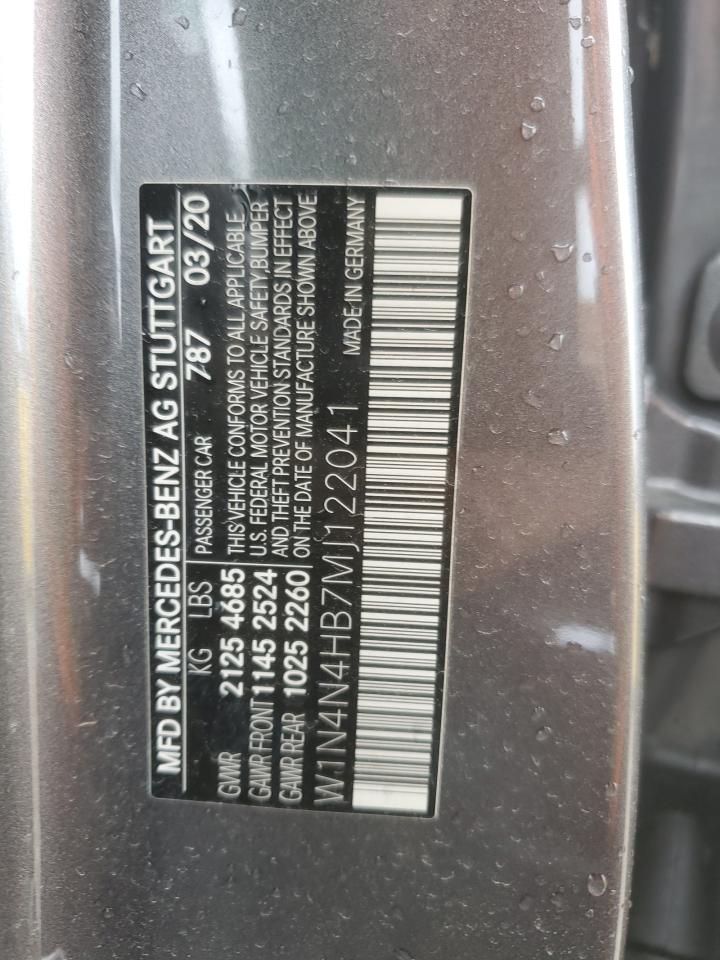 MFD BY MERCEDES-BENZ AG STUTTGART
KG LBS PASSENGER CAR 787 03/20
GWR 2125 4685 THIS VEHICLE CONFORMS TO ALL APPLICABLE
GAWR FRONT 1145 2524 U.S. FEDERAL MOTOR VEHICLE SAFETY, BUMPER
GAWR REAR 1025 2260 AND THEFT PREVENTION STANDARDS IN EFFECT
ON THE DATE OF MANUFACTURE SHOWN ABOVE
W1N4N4HB7MJ122041 MADE IN GERMANY